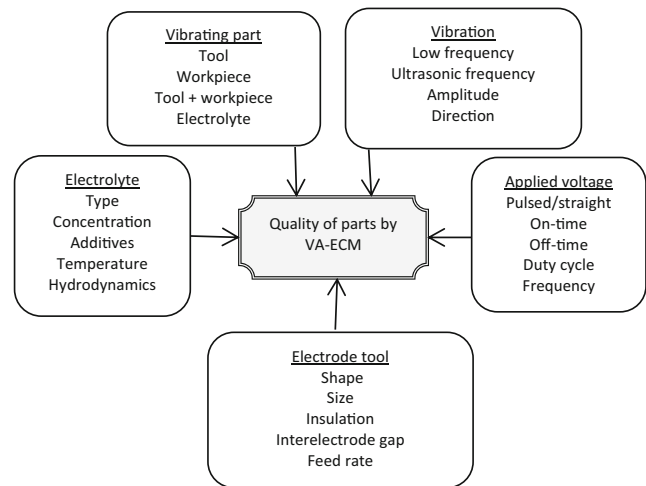 Vibrating part
Tool
Workpiece
Tool + workpiece
Electrolyte
Vibration
Low frequency
Ultrasonic frequency
Amplitude
Direction
Electrolyte
Type
Concentration
Additives
Temperature
Hydrodynamics
Quality of parts by
VA-ECM
Applied voltage
Pulsed/straight
On-time
Off-time
Duty cycle
Frequency
Electrode tool
Shape
Size
Insulation
Interelectrode gap
Feed rate